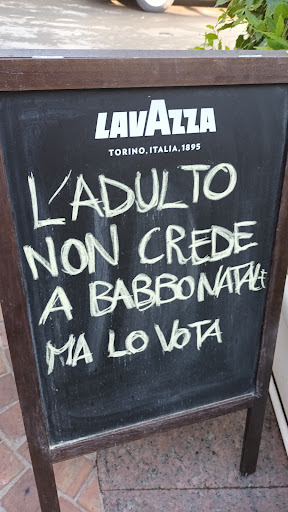 LAVAZZA
TORINO, ITALIA, 1895
L'ADULTO
NON CREDE
A BABBO NATALE
MA LO VOTA